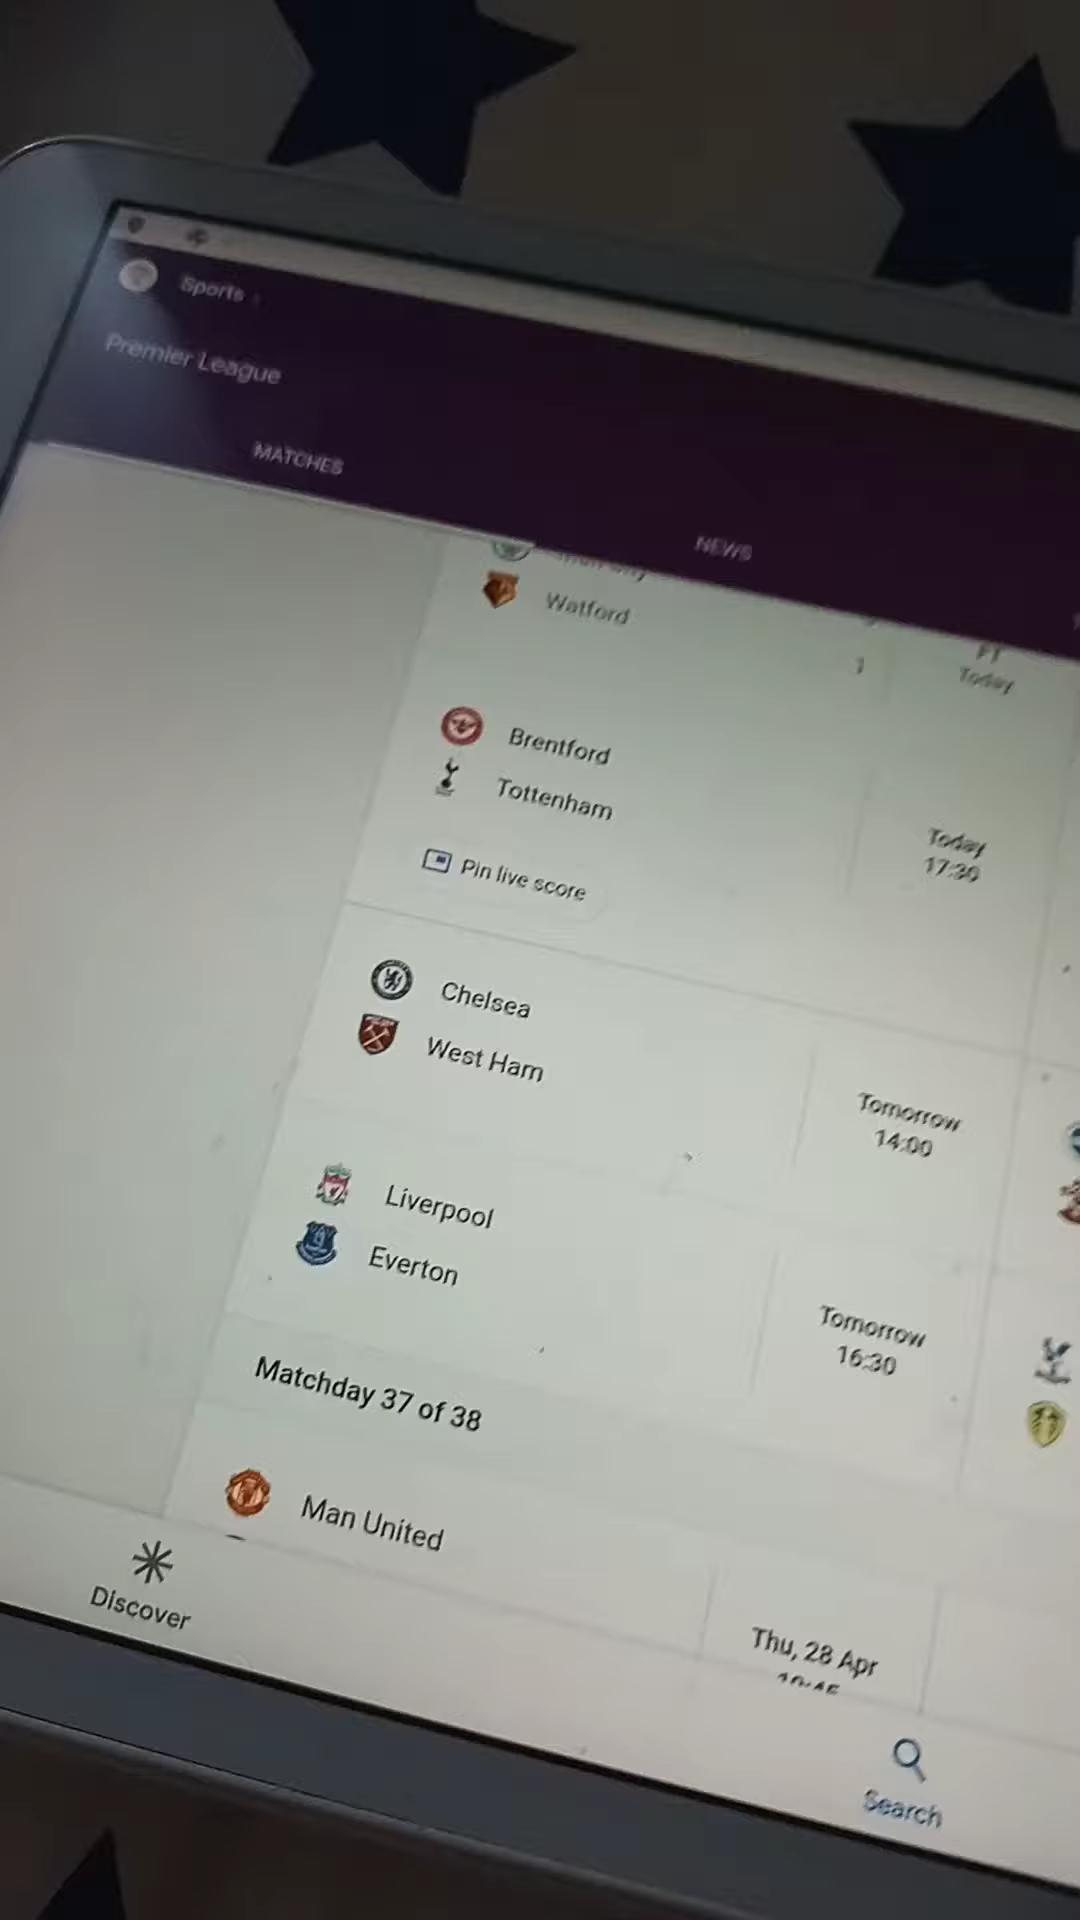 Sports
Premier League
MATCHES
NEWS
Watford
1
FT
Today
Brentford
Tottenham
Today
17:30
Pin live score
Chelsea
West Ham
Tomorrow
14:00
Liverpool
Everton
Tomorrow
16:30
Matchday 37 of 38
Man United
Thu, 28 Apr
Discover
Search